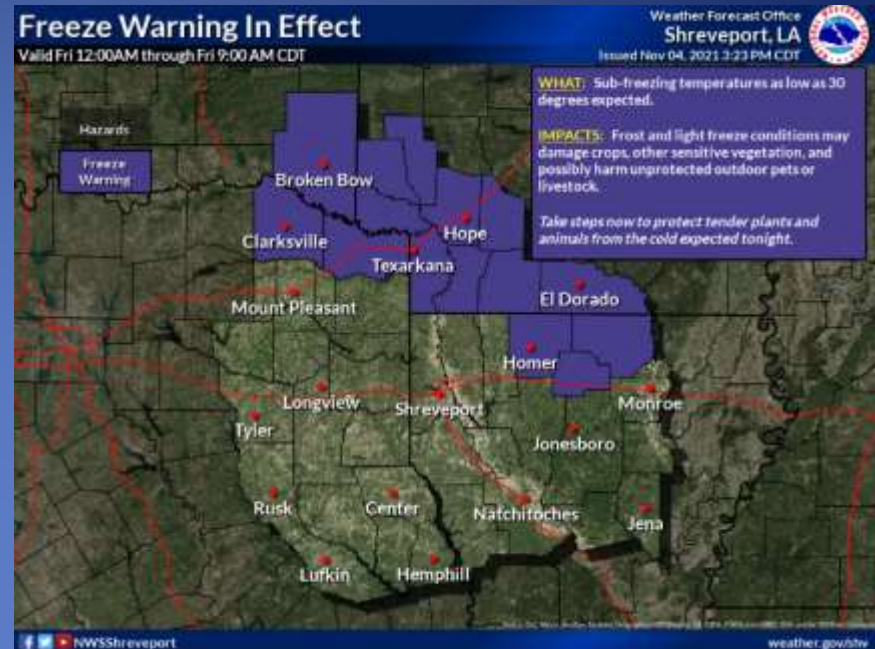 Freeze Warning In Effect
Valid Fri 12:00AM through Fri 9:00 AM CDT
Weather Forecast Office
Shreveport, LA
Issued Nov 04, 2021 3:23 PM CDT
WHAT: Sub-freezing temperatures as low as 30
degrees expected.
IMPACTS: Frost and light freeze conditions may
damage crops, other sensitive vegetation, and
possibly harm unprotected outdoor pets or
livestock.
Take steps now to protect tender plants and
animals from the cold expected tonight.
Hazards
Freeze
Warning
Broken Bow
Hope
Clarksville
Texarkana
Mount Pleasant
El Dorado
Homer
Longview
Shreveport
Monroe
Tyler
Jonesboro
Rusk
Center
Natchitoches
Jena
Lufkin
Hemphill
NWSShreveport
weather.gov/shv